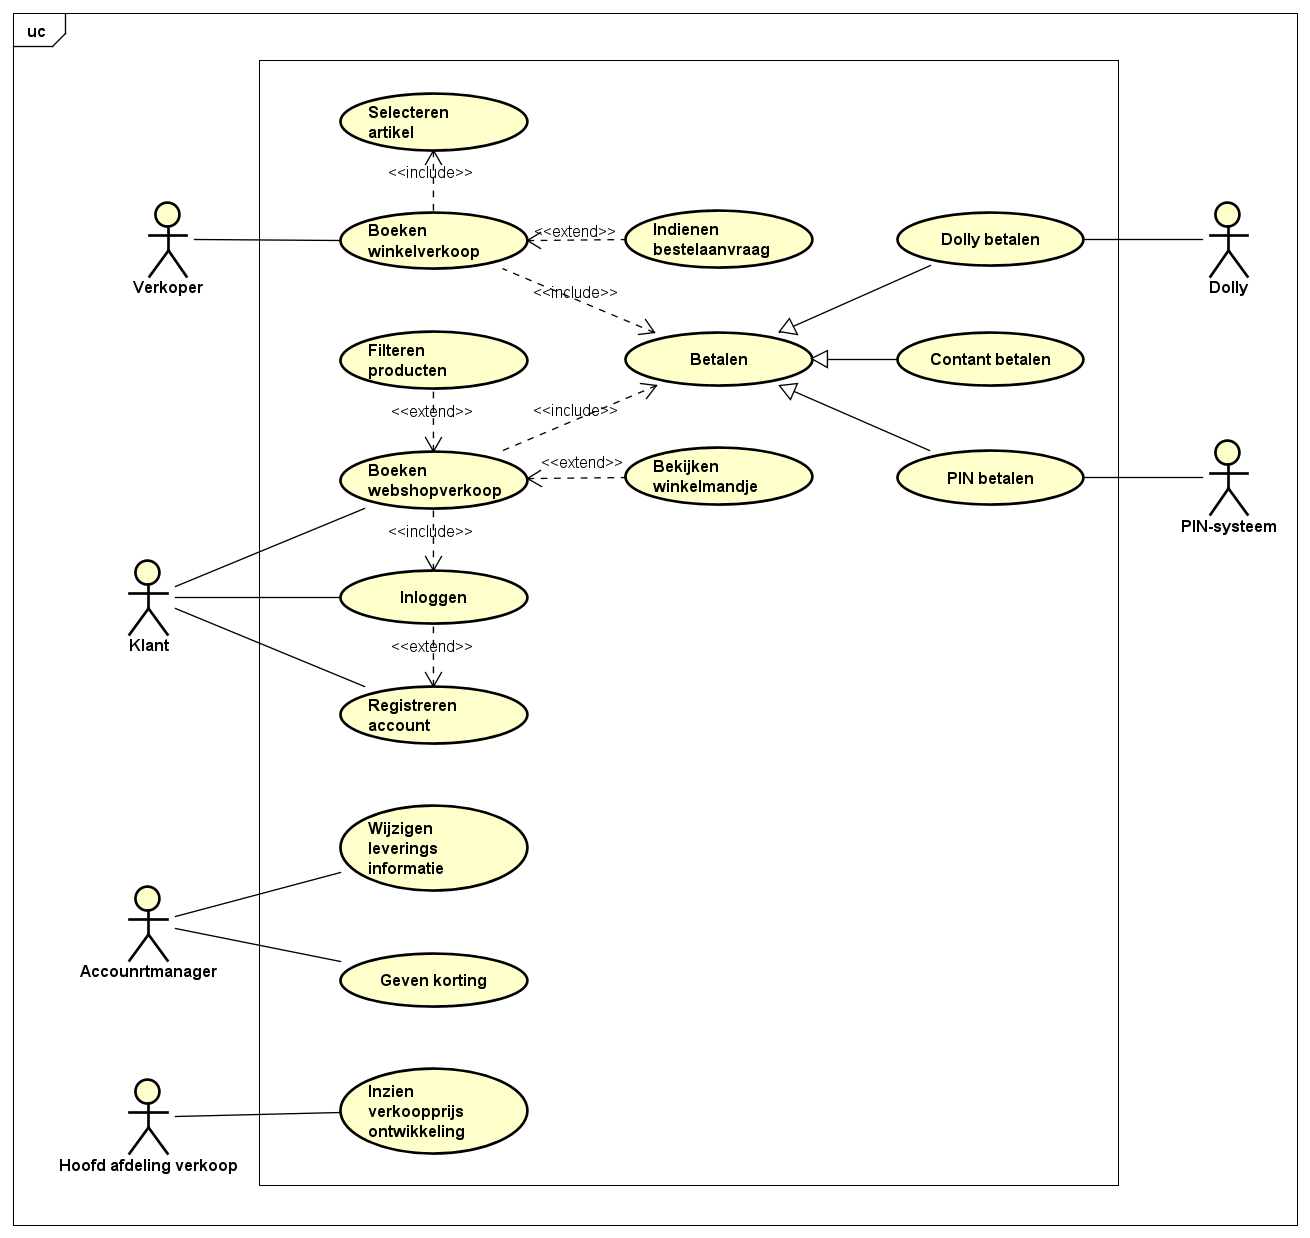 uc
Selecteren
artikel
<<include>>
Verkoper
Boeken
winkelverkoop
<<extend>>
Indienen
bestelaanvraag
Dolly betalen
Dolly
<<include>>
Filteren
producten
Betalen
Contant betalen
<<extend>>
<<include>>
Boeken
webshopverkoop
<<extend>>
Bekijken
winkelmandje
PIN betalen
PIN-systeem
<<include>>
Klant
Inloggen
<<extend>>
Registreren
account
Wijzigen
leverings
informatie
Accounrtmanager
Geven korting
Inzien
verkoopprijs
ontwikkeling
Hoofd afdeling verkoop